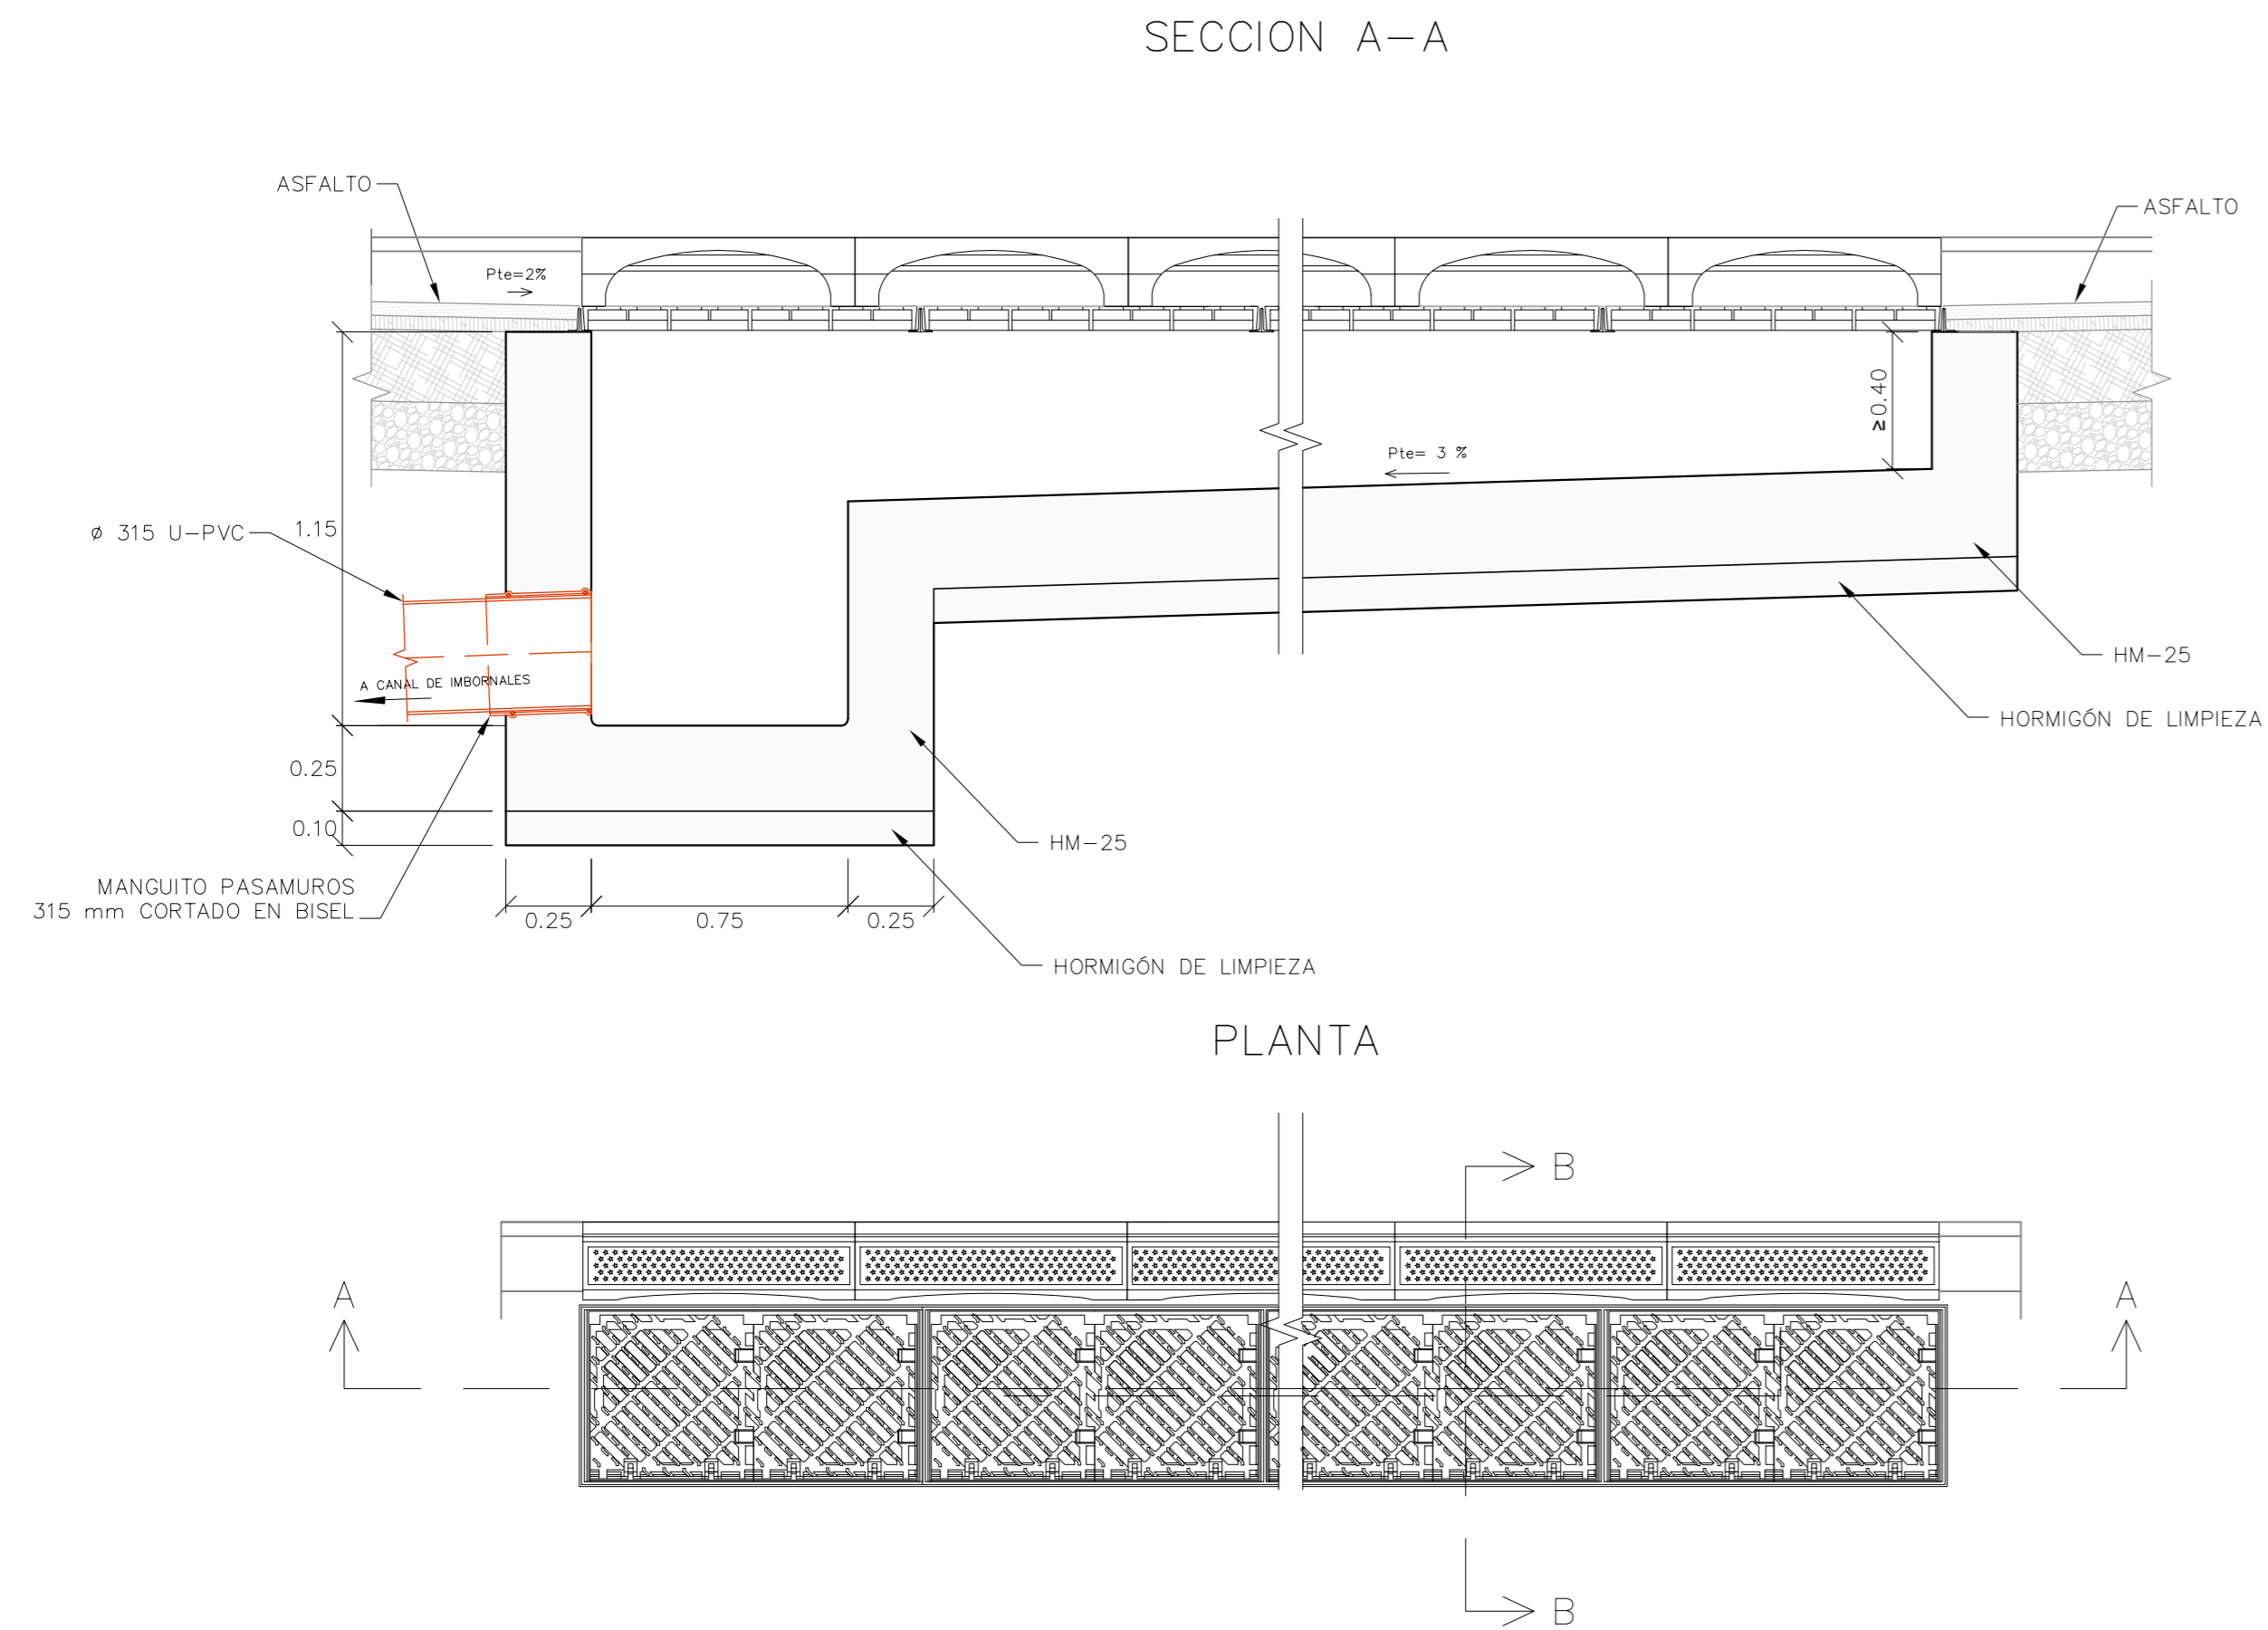 SECCION A-A
ASFALTO
ASFALTO
Pte=2%
≥0.40
Pte= 3 %
ø 315 U-PVC
1.15
A CANAL DE IMBORNALES
HM-25
HORMIGÓN DE LIMPIEZA
0.25
0.10
HM-25
MANGUITO PASAMUROS
315 mm CORTADO EN BISEL
0.25
0.75
0.25
HORMIGÓN DE LIMPIEZA
PLANTA
B
A
A
B